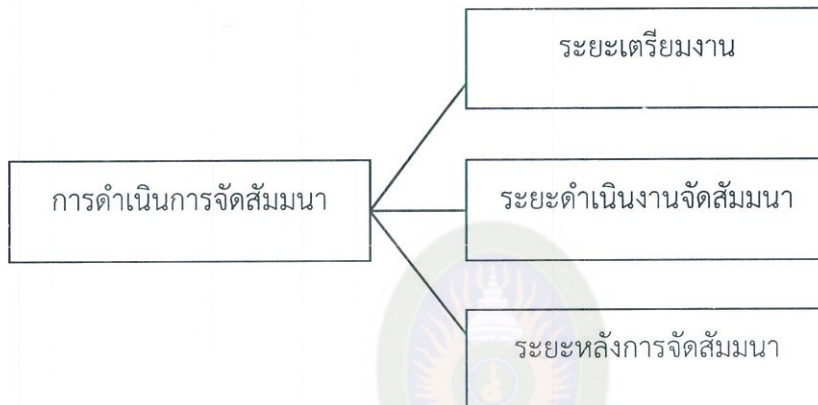 ระยะเตรียมงาน
การดำเนินการจัดสัมมนา
ระยะดำเนินงานจัดสัมมนา
ระยะหลังการจัดสัมมนา